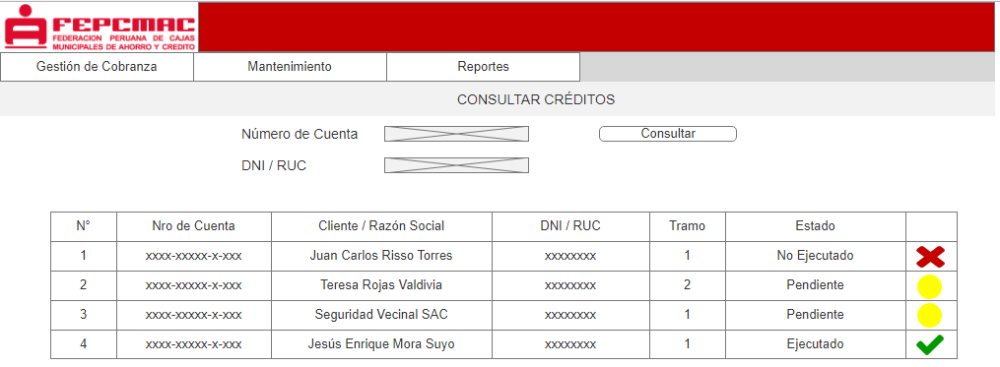 FEPCMAC
FEDERACION PERUANA DE CAJAS
MUNICIPALES DE AHORRO Y CREDITO
Gestión de Cobranza Mantenimiento Reportes
CONSULTAR CRÉDITOS
Número de Cuenta Consultar
DNI / RUC
N° Nro de Cuenta Cliente / Razón Social DNI / RUC Tramo Estado
1 xxxx-xxxxx-x-xxx Juan Carlos Risso Torres xxxxxxxx 1 No Ejecutado
2 xxxx-xxxxx-x-xxx Teresa Rojas Valdivia xxxxxxxx 2 Pendiente
3 xxxx-xxxxx-x-xxx Seguridad Vecinal SAC xxxxxxxx 1 Pendiente
4 xxxx-xxxxx-x-xxx Jesús Enrique Mora Suyo xxxxxxxx 1 Ejecutado